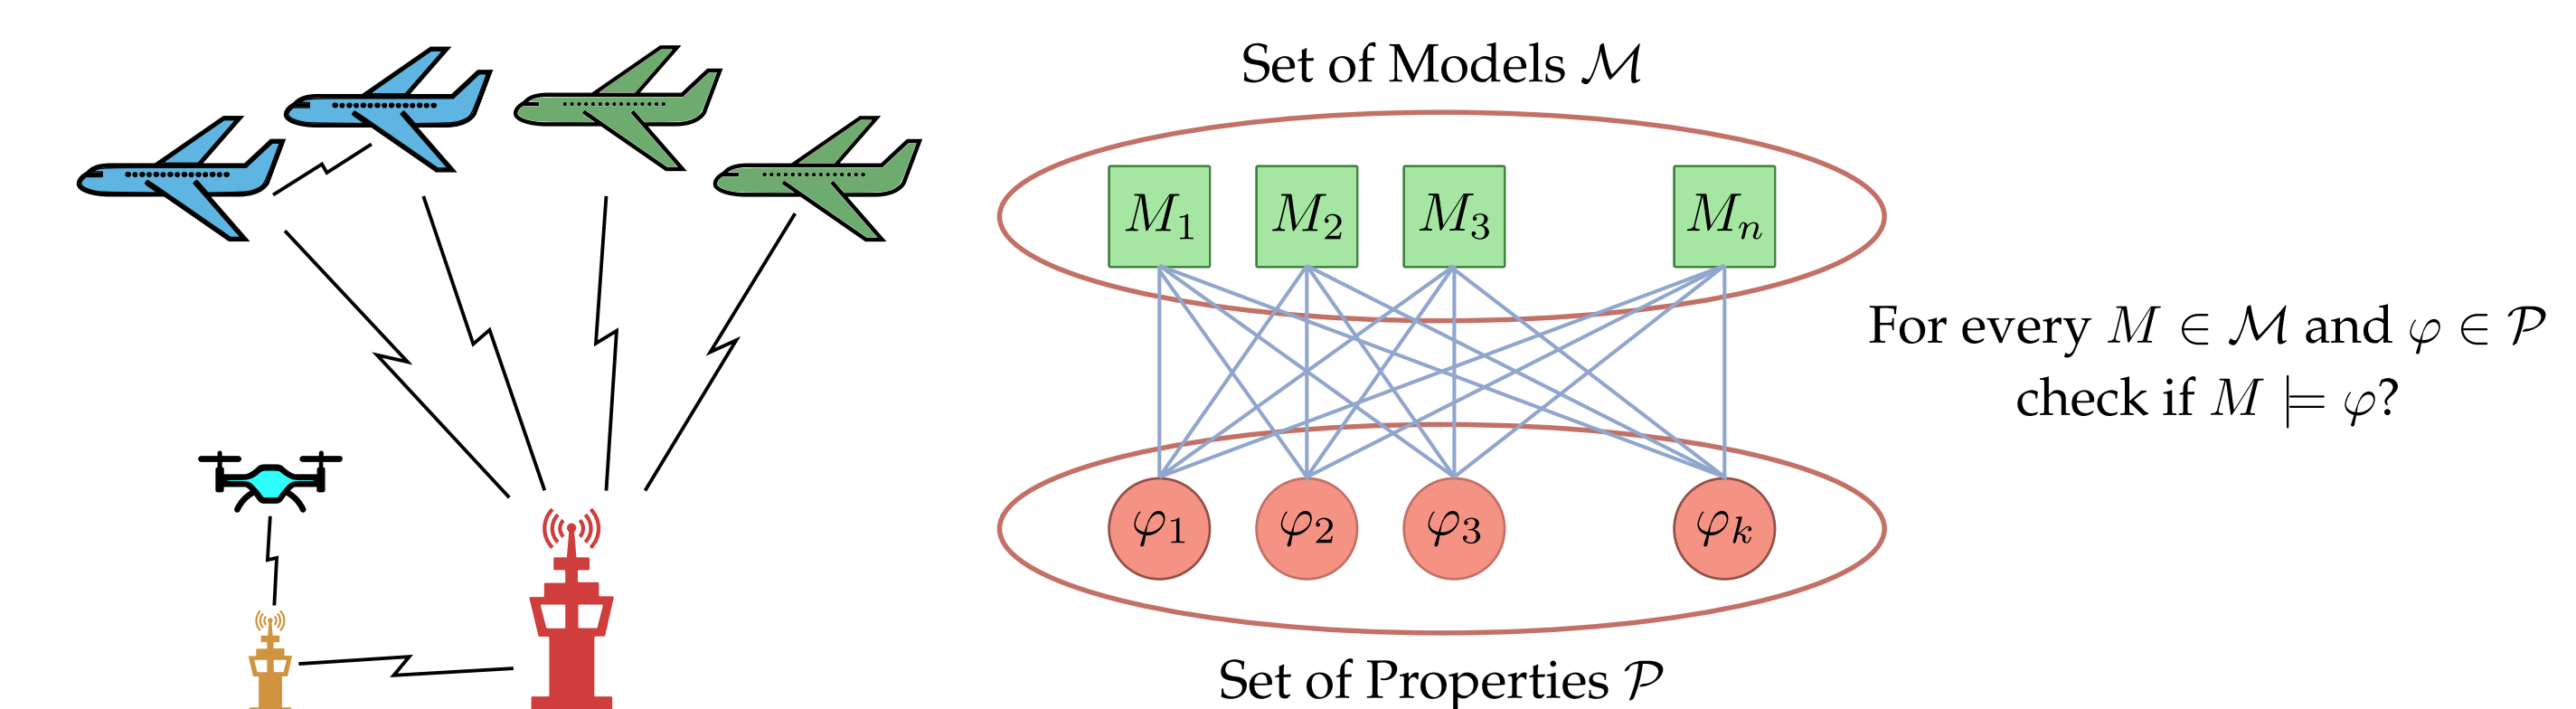 Set of Models ℳ
M₁ M₂ M₃ Mₙ
For every M ∈ ℳ and φ ∈ 𝒫
check if M ⊨ φ?
φ₁ φ₂ φ₃ φₖ
Set of Properties 𝒫